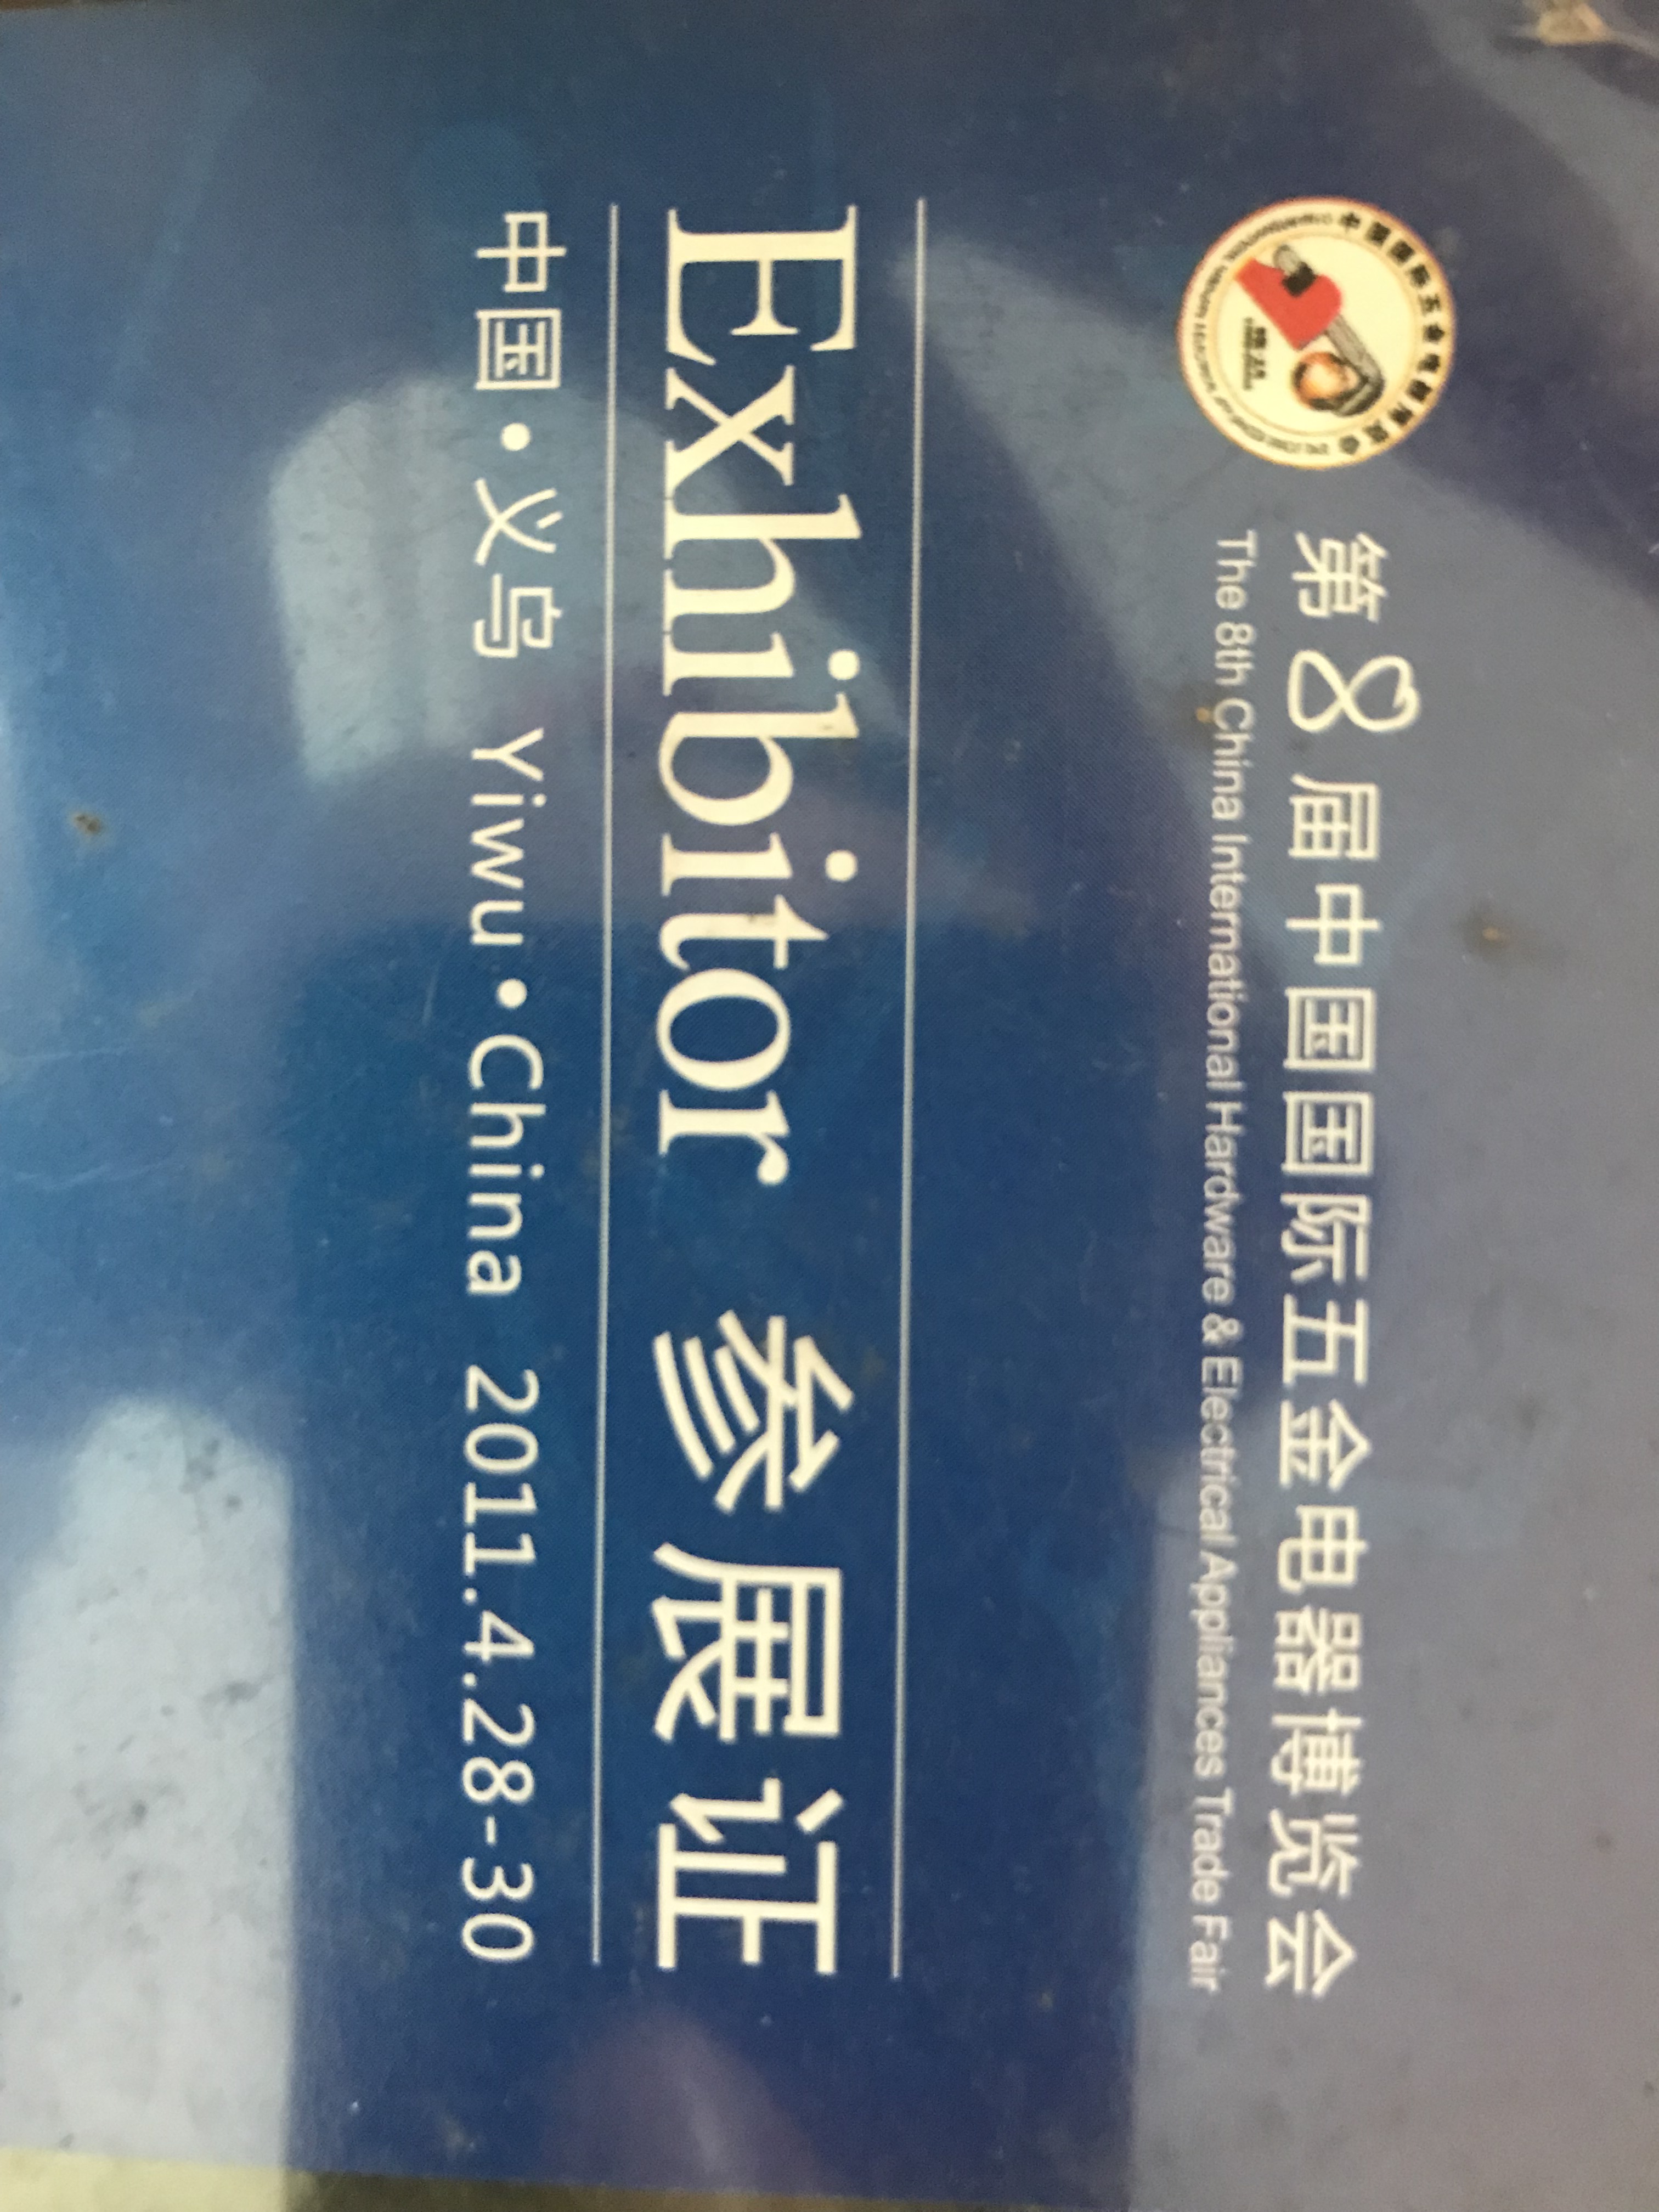 第8届中国国际五金电器博览会
The 8th China International Hardware & Electrical Appliances Trade Fair
Exhibitor 参展证
中国·义乌 Yiwu·China 2011.4.28-30